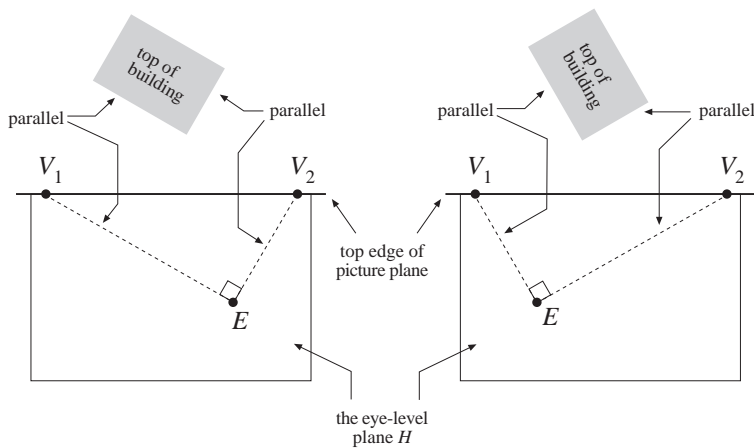 top of
building
parallel
parallel
V1
V2
E
top edge of
picture plane
the eye-level
plane H
top of
building
parallel
parallel
V1
V2
E